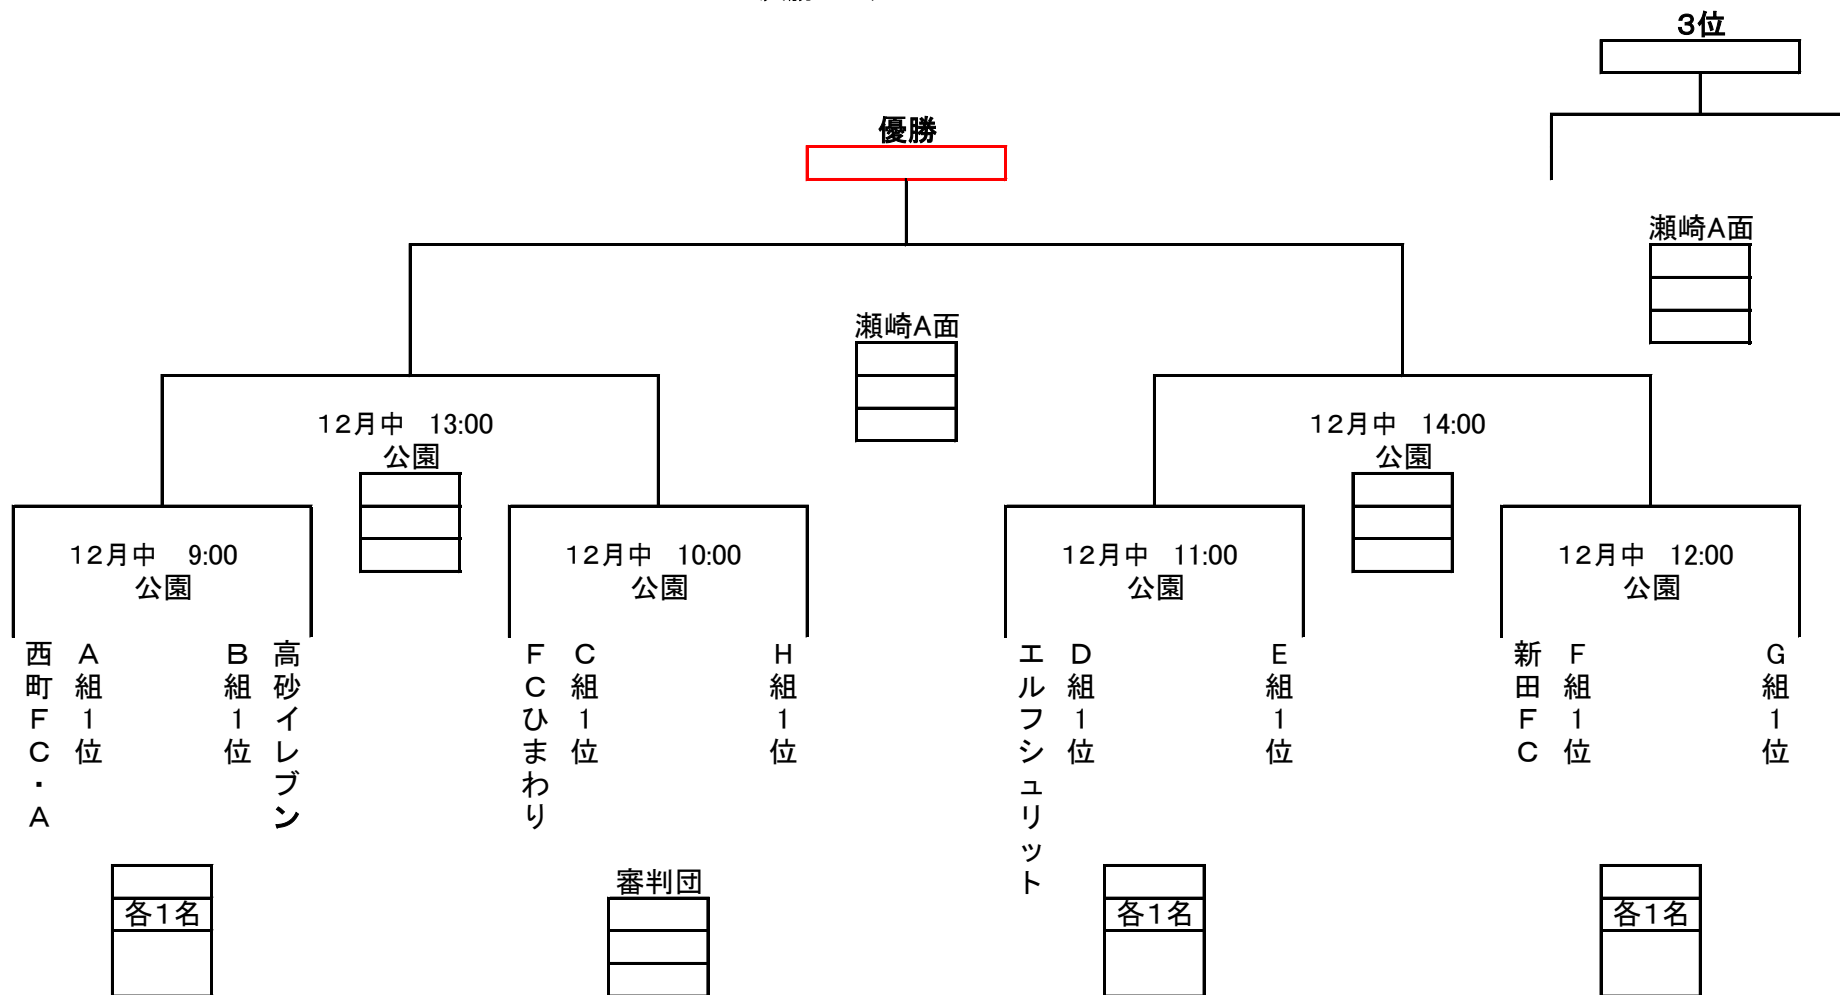 3位
優勝
瀬崎A面
瀬崎A面
12月中 13:00
公園
12月中 14:00
公園
12月中 9:00
公園
12月中 10:00
公園
12月中 11:00
公園
12月中 12:00
公園
西町FC・A
A組1位
B組1位
高砂イレブン
FCひまわり
C組1位
H組1位
エルフシュリット
D組1位
E組1位
新田FC
F組1位
G組1位
各1名
審判団
各1名
各1名